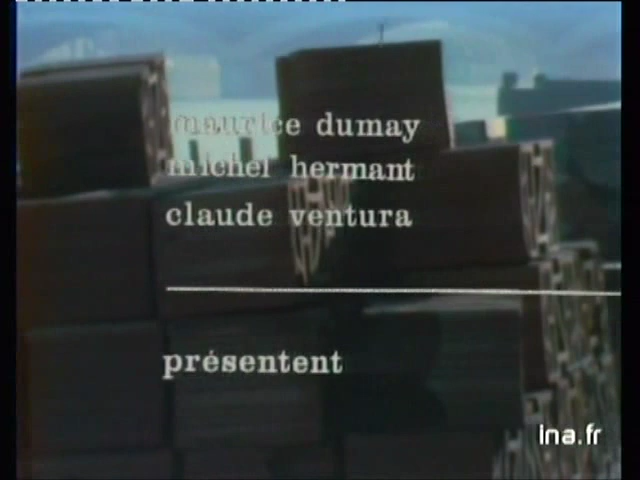 maurice dumay
michel hermant
claude ventura
présentent
ina.fr